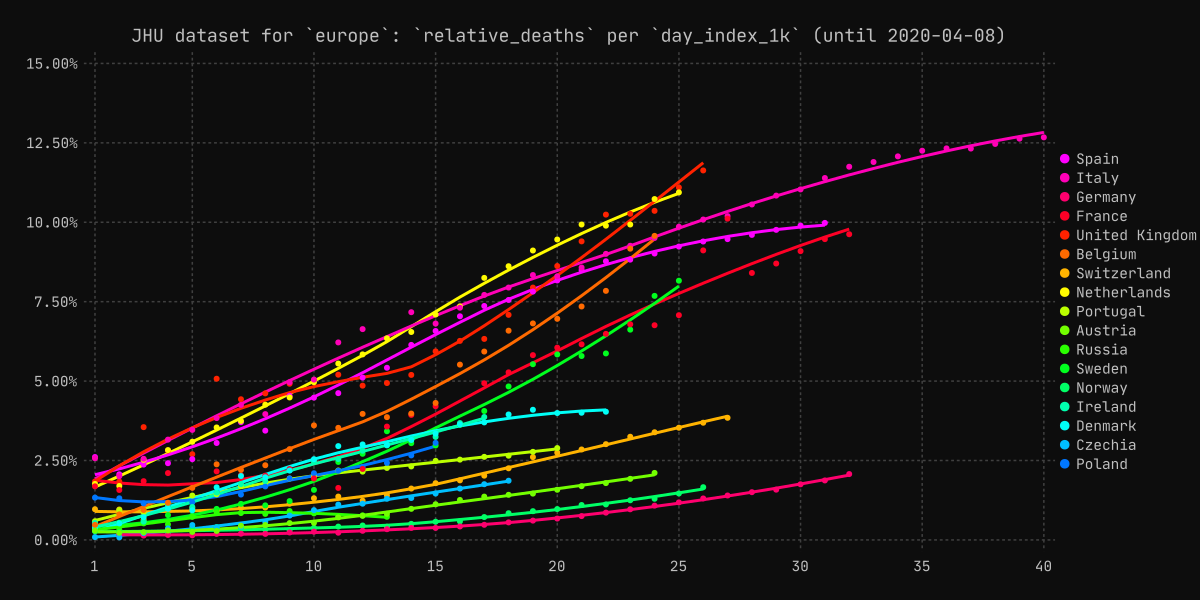 JHU dataset for `europe`: `relative_deaths` per `day_index_1k` (until 2020-04-08)
15.00%
12.50%
10.00%
7.50%
5.00%
2.50%
0.00%
1 5 10 15 20 25 30 35 40
Spain
Italy
Germany
France
United Kingdom
Belgium
Switzerland
Netherlands
Portugal
Austria
Russia
Sweden
Norway
Ireland
Denmark
Czechia
Poland